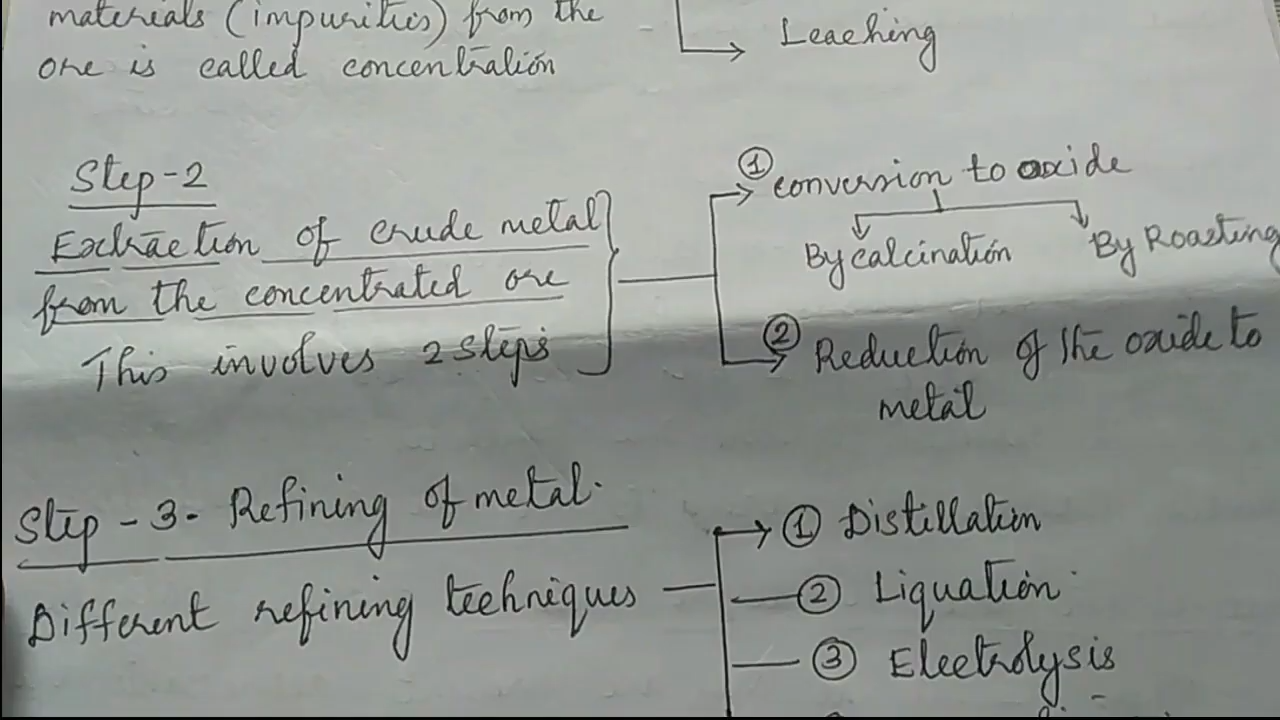 materials (impurities) from the
ore is called concentration
Leaching
Step-2
Extraction of crude metal
from the concentrated ore
This involves 2 steps
① conversion to oxide
By calcination
By Roasting
② Reduction of the oxide to
metal
Step - 3 - Refining of metal.
Different refining techniques
① Distillation
② Liquation
③ Electrolysis